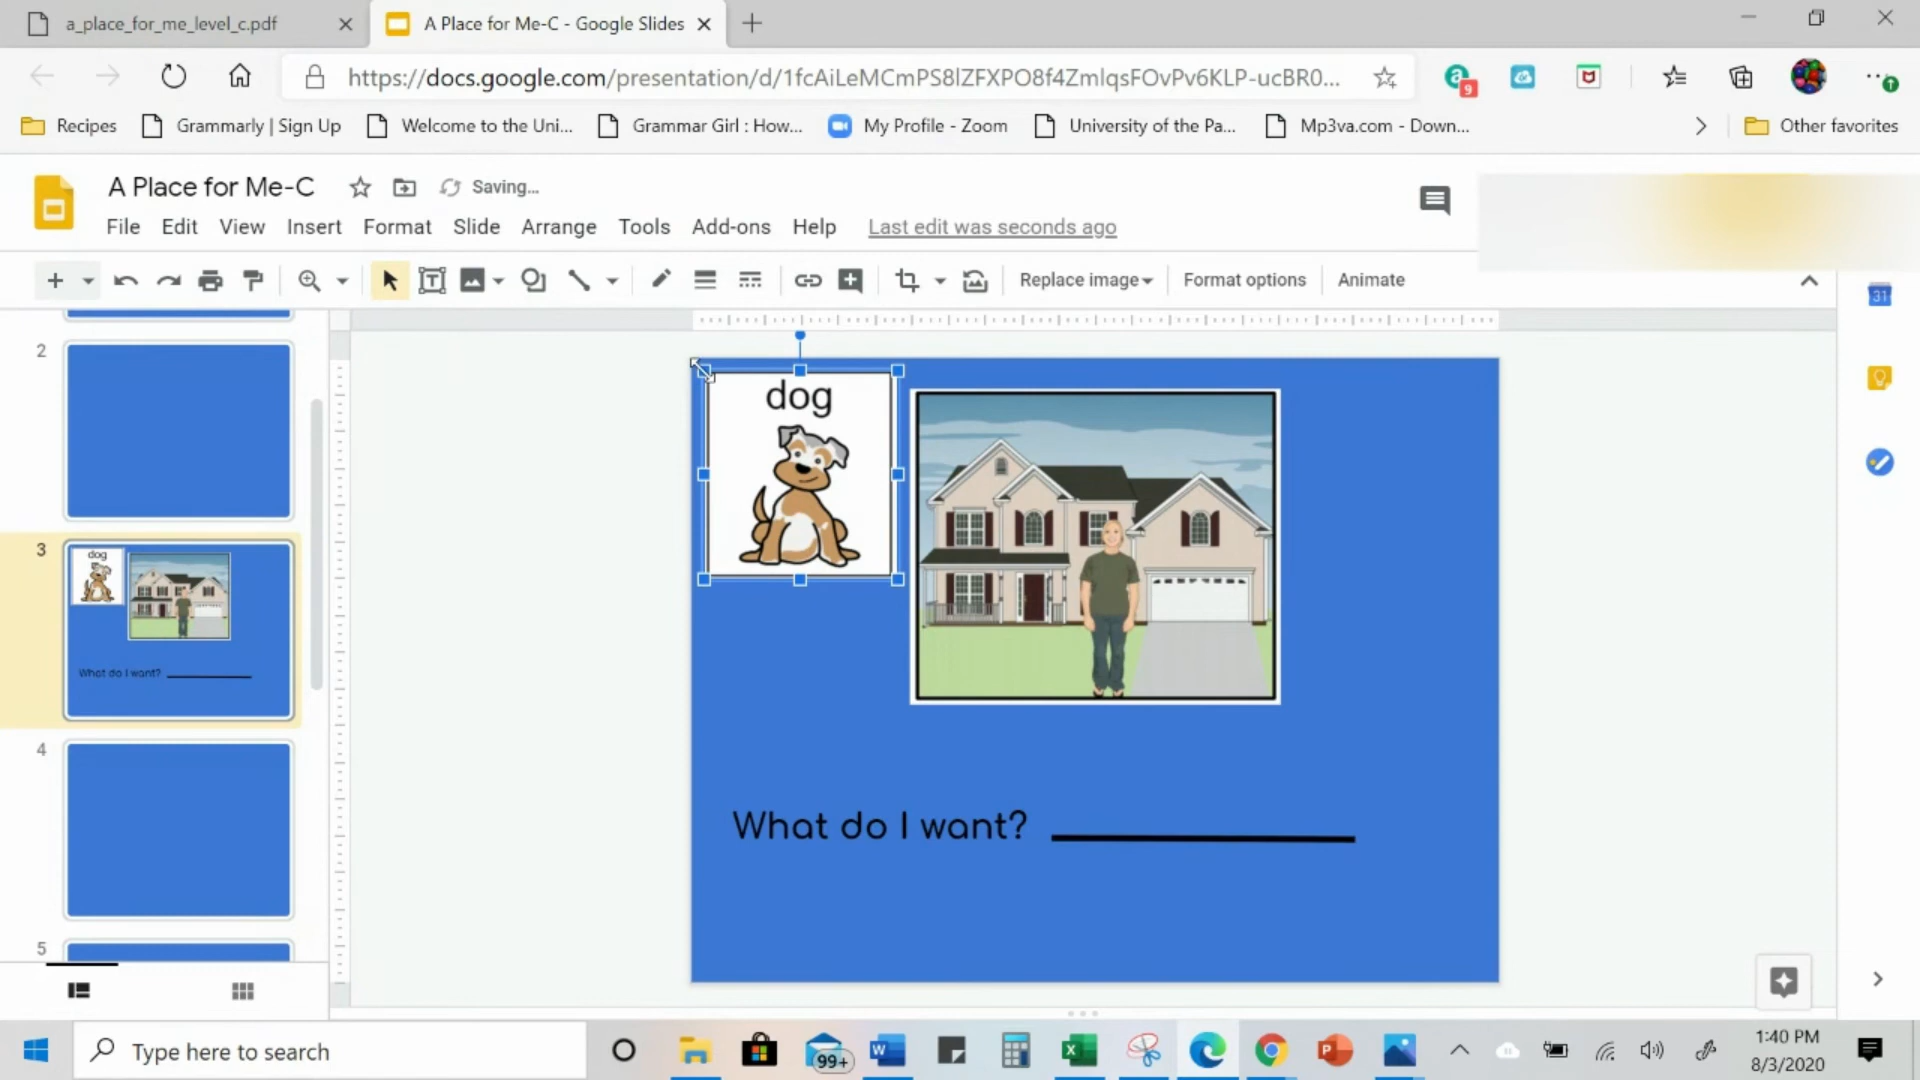 a_place_for_me_level_c.pdf
A Place for Me-C - Google Slides
https://docs.google.com/presentation/d/1fcAiLeMCmPS8lZFXPO8f4ZmlqsFOvPv6KLP-ucBR0...
9
Recipes
Grammarly | Sign Up
Welcome to the Uni...
Grammar Girl : How...
My Profile - Zoom
University of the Pa...
Mp3va.com - Down...
Other favorites
A Place for Me-C
Saving...
File Edit View Insert Format Slide Arrange Tools Add-ons Help
Last edit was seconds ago
Replace image
Format options
Animate
31
2
3
dog
What do I want?
4
5
dog
What do I want?
Type here to search
99+
1:40 PM
8/3/2020